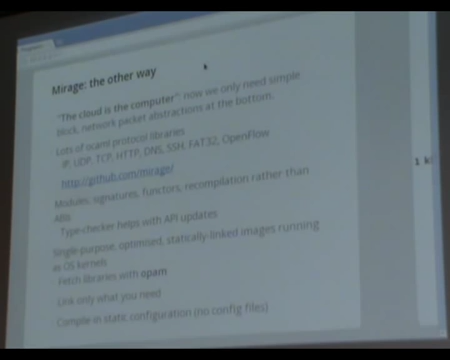 Mirage: the other way
"The cloud is the computer": now we only need simple
block, network packet abstractions at the bottom.
Lots of ocaml protocol libraries
IP, UDP, TCP, HTTP, DNS, SSH, FAT32, OpenFlow
http://github.com/mirage/
Modules, signatures, functors, recompilation rather than
ABIs
Type-checker helps with API updates
Single-purpose, optimised, statically-linked images running
as OS kernels
Fetch libraries with opam
Link only what you need
Compile in static configuration (no config files)